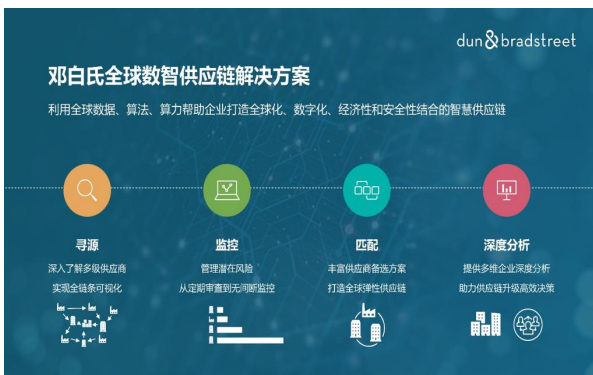 dun&bradstreet
邓白氏全球数智供应链解决方案
利用全球数据、算法、算力帮助企业打造全球化、数字化、经济性和安全性结合的智慧供应链
寻源
深入了解多级供应商
实现全链条可视化
监控
管理潜在风险
从定期审查到无间断监控
匹配
丰富供应商备选方案
打造全球弹性供应链
深度分析
提供多维企业深度分析
助力供应链升级高效决策